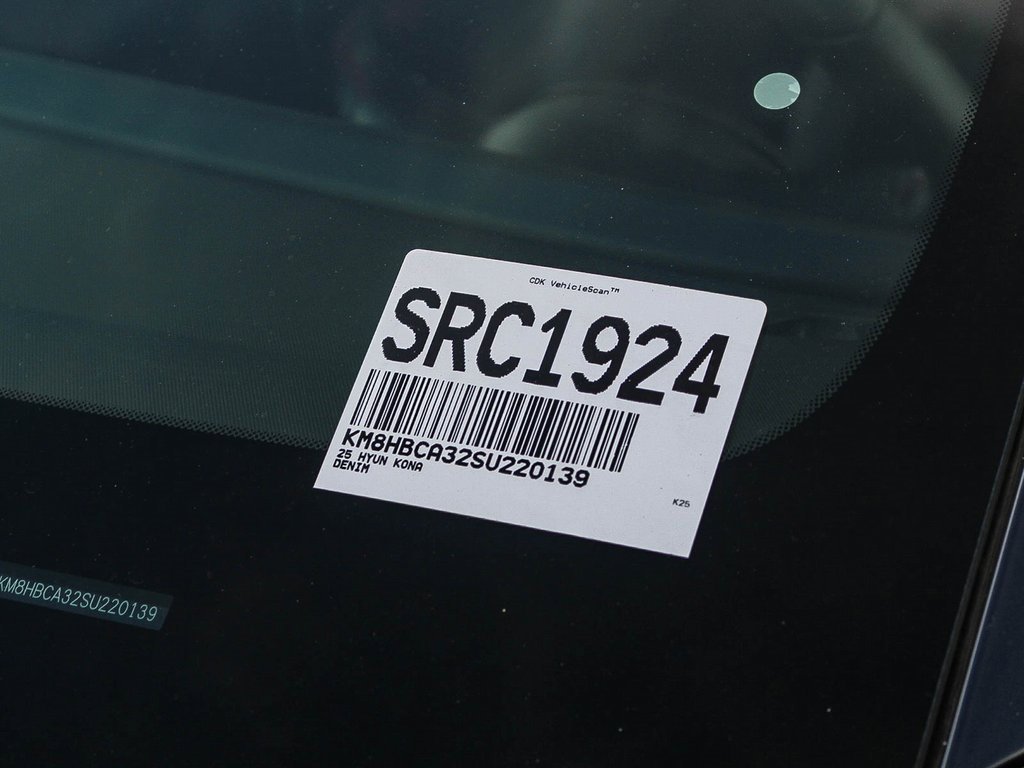 CDK VehicleScan™
SRC1924
KM8HBCA32SU220139
25 HYUN KONA
DENIM
K25
KM8HBCA32SU220139